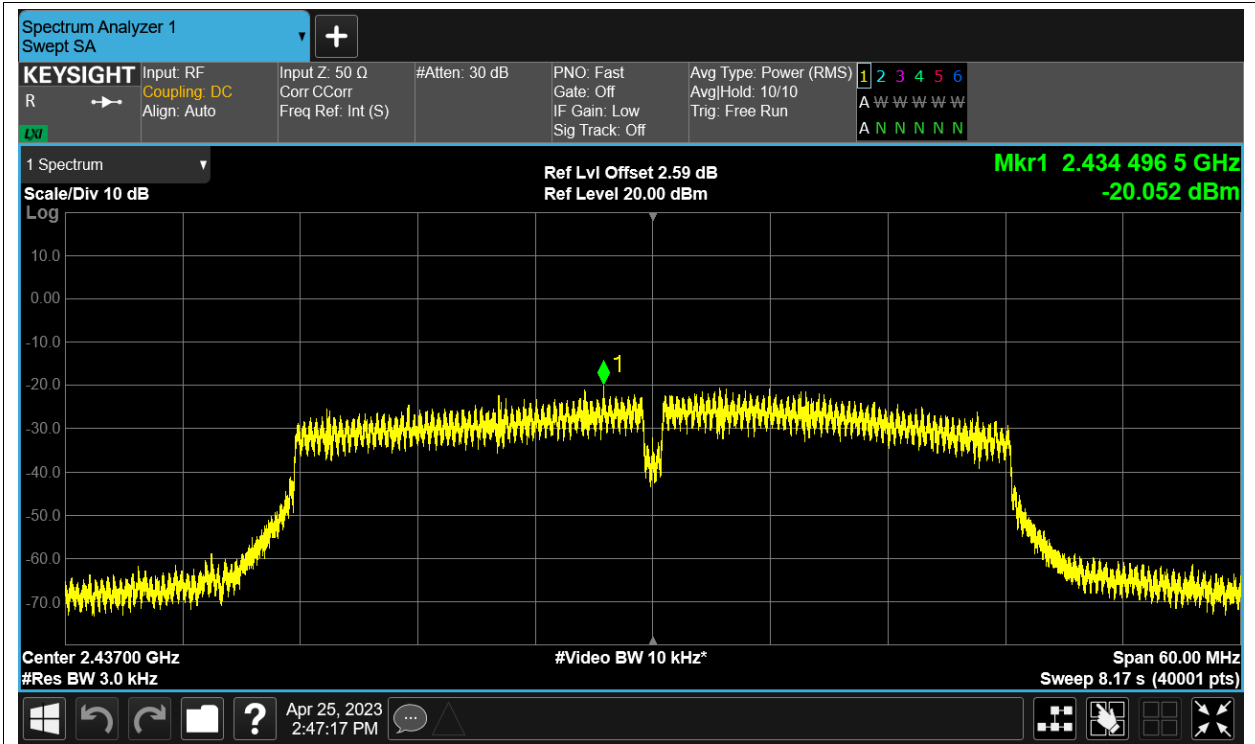 Spectrum Analyzer 1
Swept SA
KEYSIGHT
R
LXI
Input: RF
Coupling: DC
Align: Auto
Input Z: 50 Ω
Corr CCorr
Freq Ref: Int (S)
#Atten: 30 dB
PNO: Fast
Gate: Off
IF Gain: Low
Sig Track: Off
Avg Type: Power (RMS)
Avg|Hold: 10/10
Trig: Free Run
1 2 3 4 5 6
A W W W W W
A N N N N N
1 Spectrum
Scale/Div 10 dB
Ref Lvl Offset 2.59 dB
Ref Level 20.00 dBm
Mkr1 2.434 496 5 GHz
-20.052 dBm
Log
10.0
0.00
-10.0
-20.0
-30.0
-40.0
-50.0
-60.0
-70.0
1
Center 2.43700 GHz
#Res BW 3.0 kHz
#Video BW 10 kHz*
Span 60.00 MHz
Sweep 8.17 s (40001 pts)
?
Apr 25, 2023
2:47:17 PM